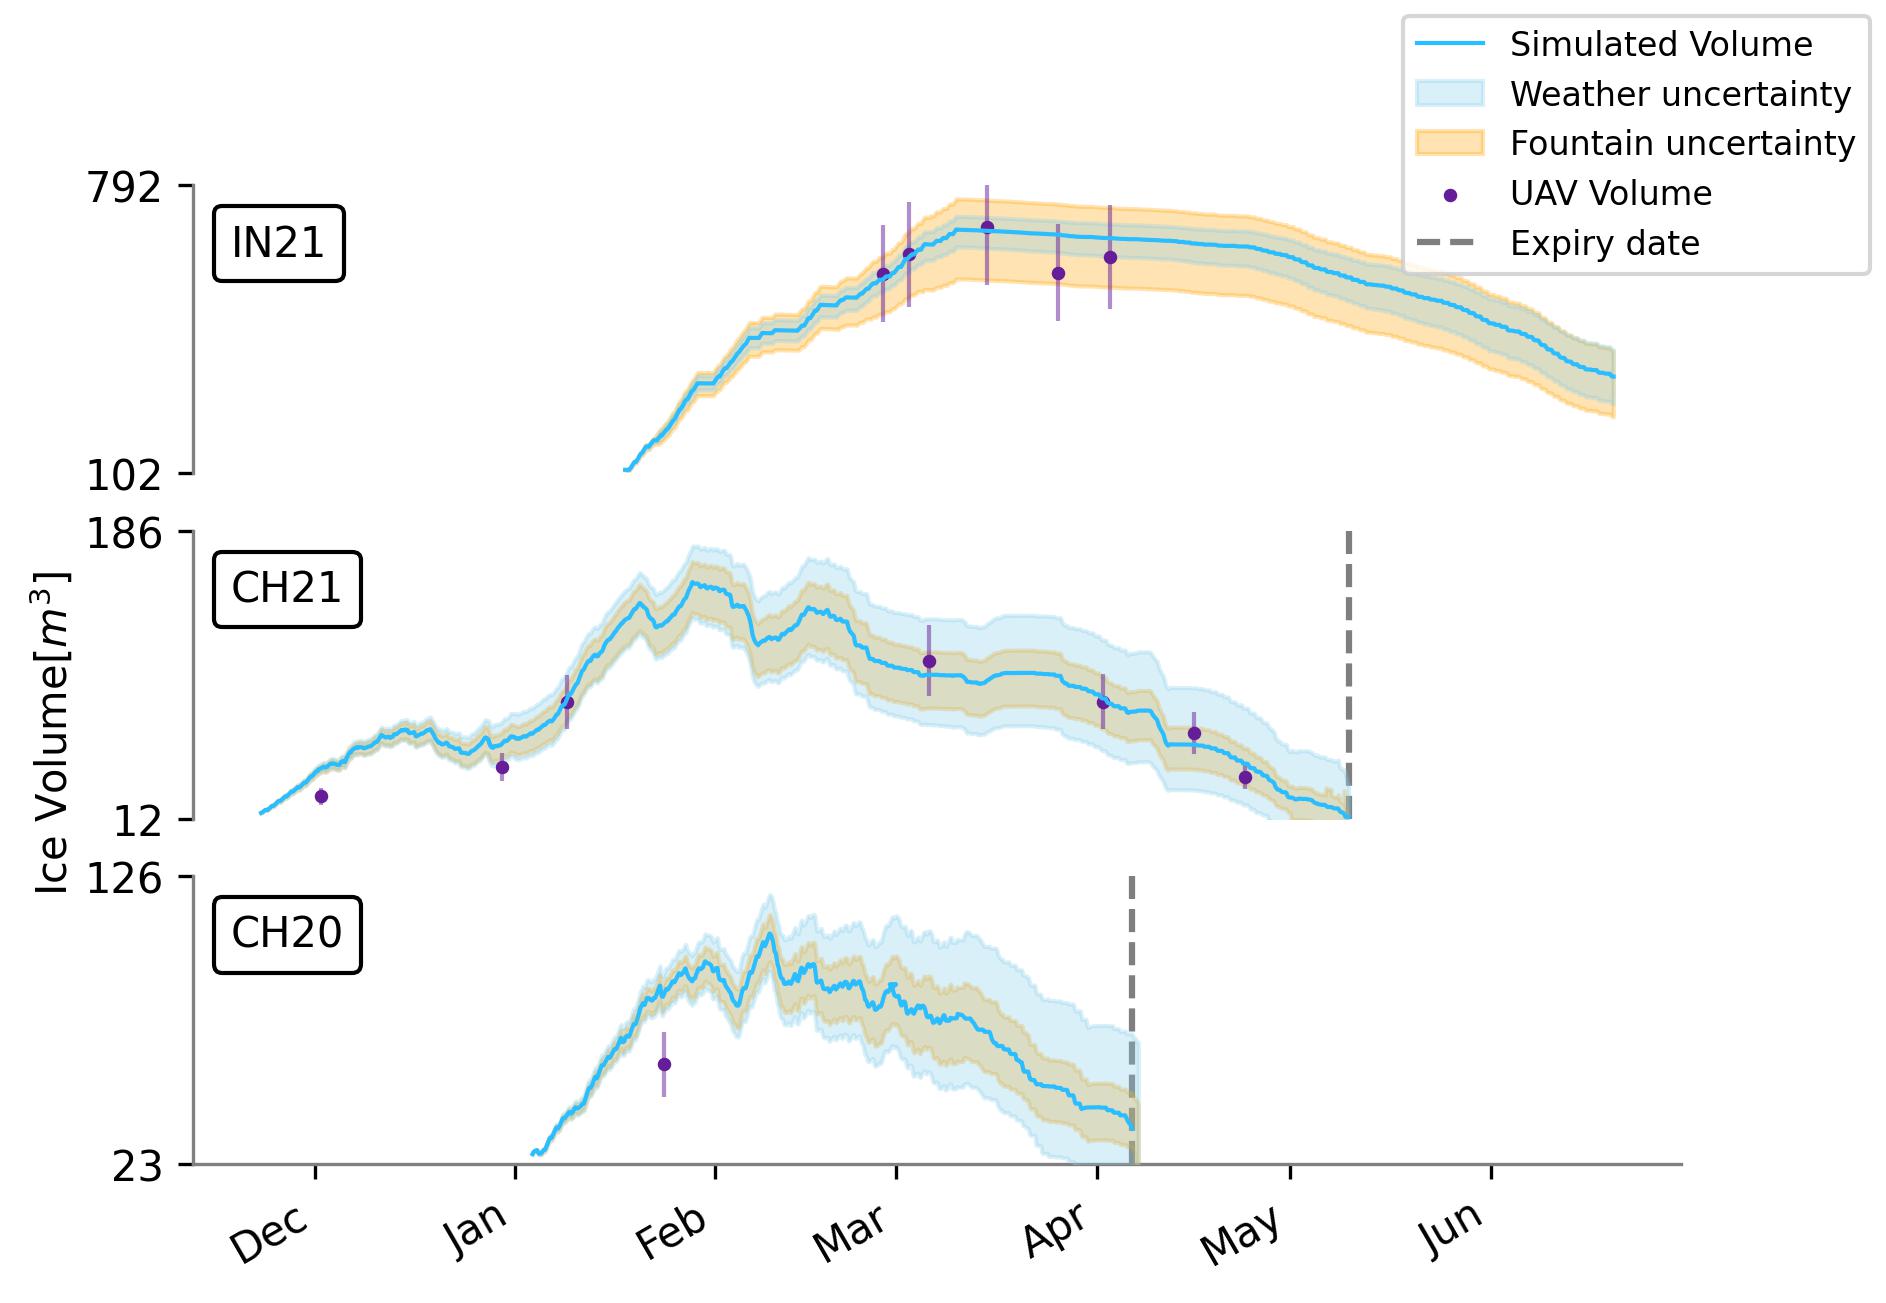 Simulated Volume
Weather uncertainty
Fountain uncertainty
UAV Volume
Expiry date
792
IN21
102
Ice Volume[m³]
186
CH21
12
126
CH20
23
Dec Jan Feb Mar Apr May Jun